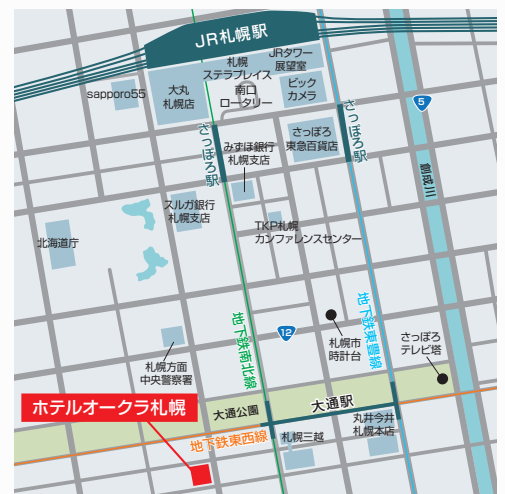 JR札幌駅
JRタワー
展望室
札幌
ステラプレイス
大丸
札幌店
南口
ロータリー
ビック
カメラ
sapporo55
5
さっぽろ駅
さっぽろ駅
みずほ銀行
札幌支店
さっぽろ
東急百貨店
創成川
スルガ銀行
札幌支店
TKP札幌
カンファレンスセンター
北海道庁
地下鉄南北線
12
地下鉄東豊線
札幌市
時計台
さっぽろ
テレビ塔
札幌方面
中央警察署
ホテルオークラ札幌
大通公園
大通駅
丸井今井
札幌本店
地下鉄東西線
札幌三越